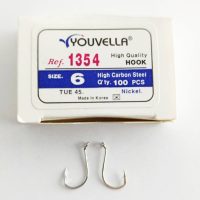 YOUVELLA
Ref. 1354
High Quality
HOOK
SIZE. 6
High Carbon Steel
Q'ty. 100 PCS
TUE 45.
Made in Korea
Nickel.